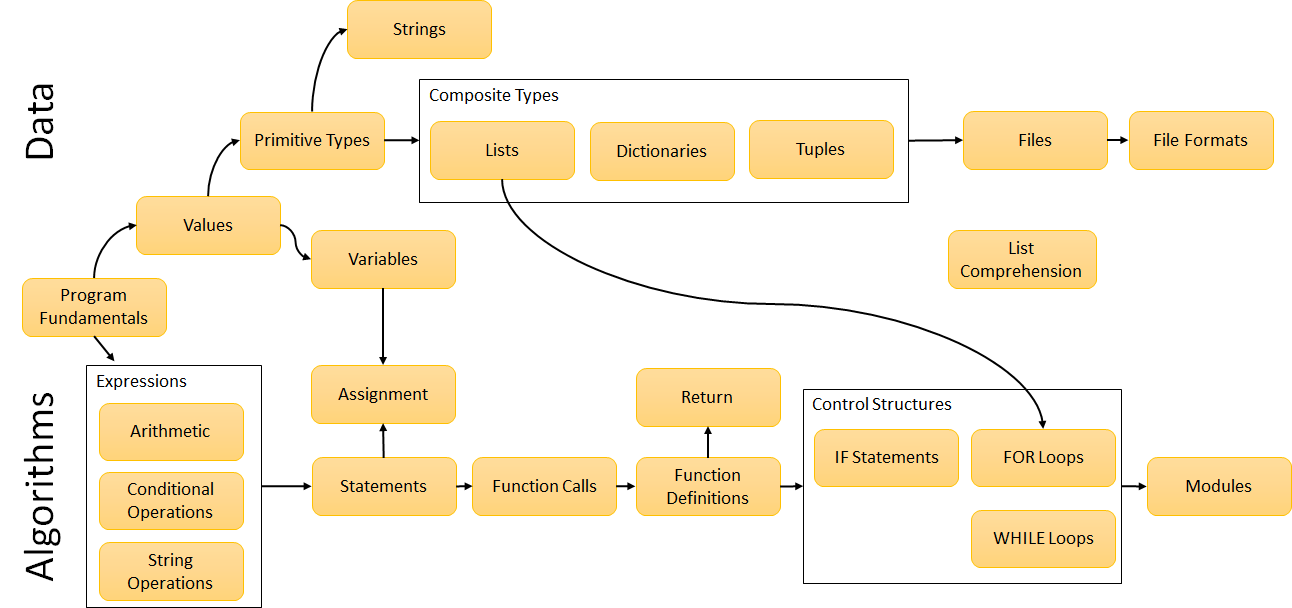 Strings
Data
Composite Types
Primitive Types
Lists
Dictionaries
Tuples
Files
File Formats
Values
Variables
List
Comprehension
Program
Fundamentals
Algorithms
Expressions
Arithmetic
Conditional
Operations
String
Operations
Assignment
Statements
Function Calls
Return
Function
Definitions
Control Structures
IF Statements
FOR Loops
WHILE Loops
Modules